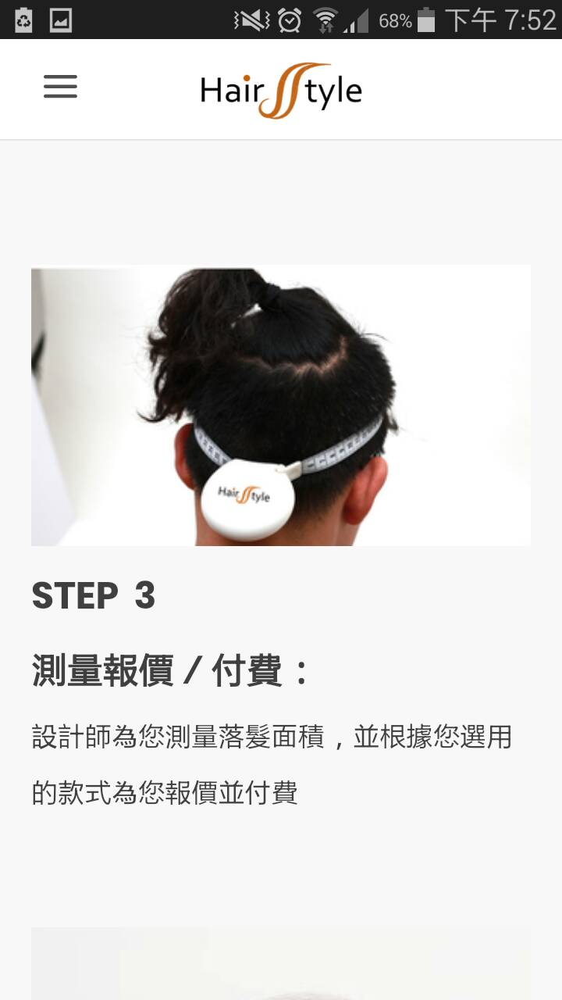 68% 下午 7:52
Hair Style
Hair Style
STEP 3
測量報價 / 付費：
設計師為您測量落髮面積，並根據您選用
的款式為您報價並付費